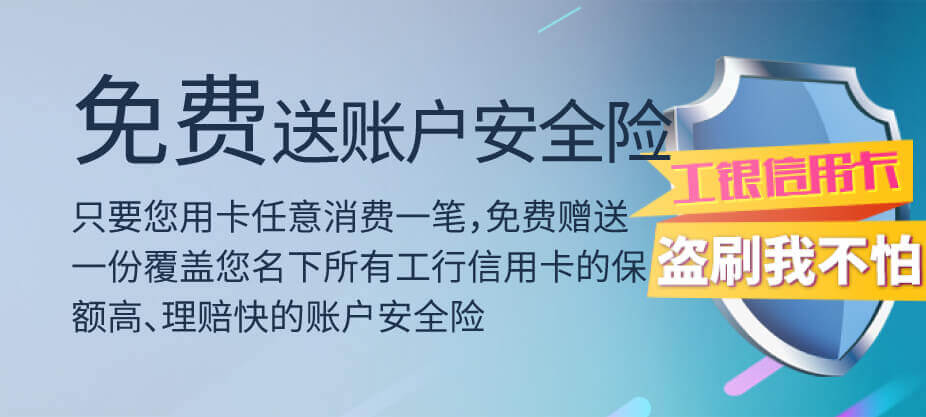 免费送账户安全险
只要您用卡任意消费一笔,免费赠送
一份覆盖您名下所有工行信用卡的保
额高、理赔快的账户安全险
工银信用卡
盗刷我不怕